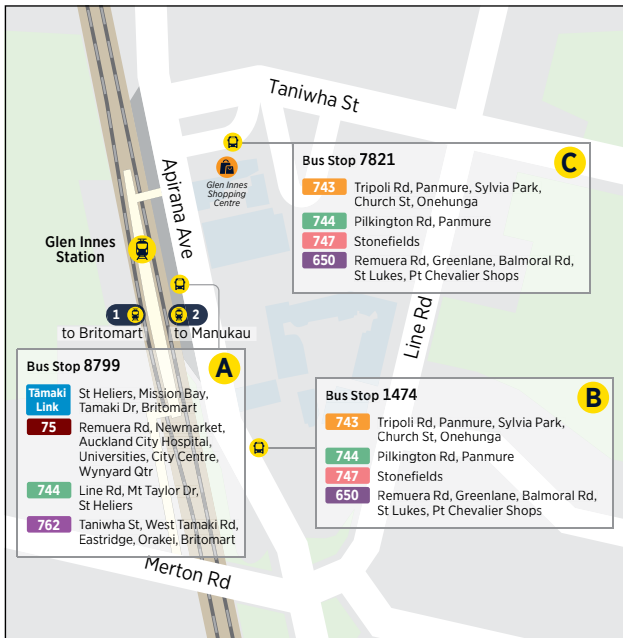 Taniwha St
Apirana Ave
Glen Innes
Shopping
Centre
Glen Innes
Station
1
2
to Britomart
to Manukau
Line Rd
Merton Rd
C
Bus Stop 7821
743 Tripoli Rd, Panmure, Sylvia Park,
Church St, Onehunga
744 Pilkington Rd, Panmure
747 Stonefields
650 Remuera Rd, Greenlane, Balmoral Rd,
St Lukes, Pt Chevalier Shops
A
Bus Stop 8799
Tāmaki
Link
St Heliers, Mission Bay,
Tamaki Dr, Britomart
75 Remuera Rd, Newmarket,
Auckland City Hospital,
Universities, City Centre,
Wynyard Qtr
744 Line Rd, Mt Taylor Dr,
St Heliers
762 Taniwha St, West Tamaki Rd,
Eastridge, Orakei, Britomart
B
Bus Stop 1474
743 Tripoli Rd, Panmure, Sylvia Park,
Church St, Onehunga
744 Pilkington Rd, Panmure
747 Stonefields
650 Remuera Rd, Greenlane, Balmoral Rd,
St Lukes, Pt Chevalier Shops